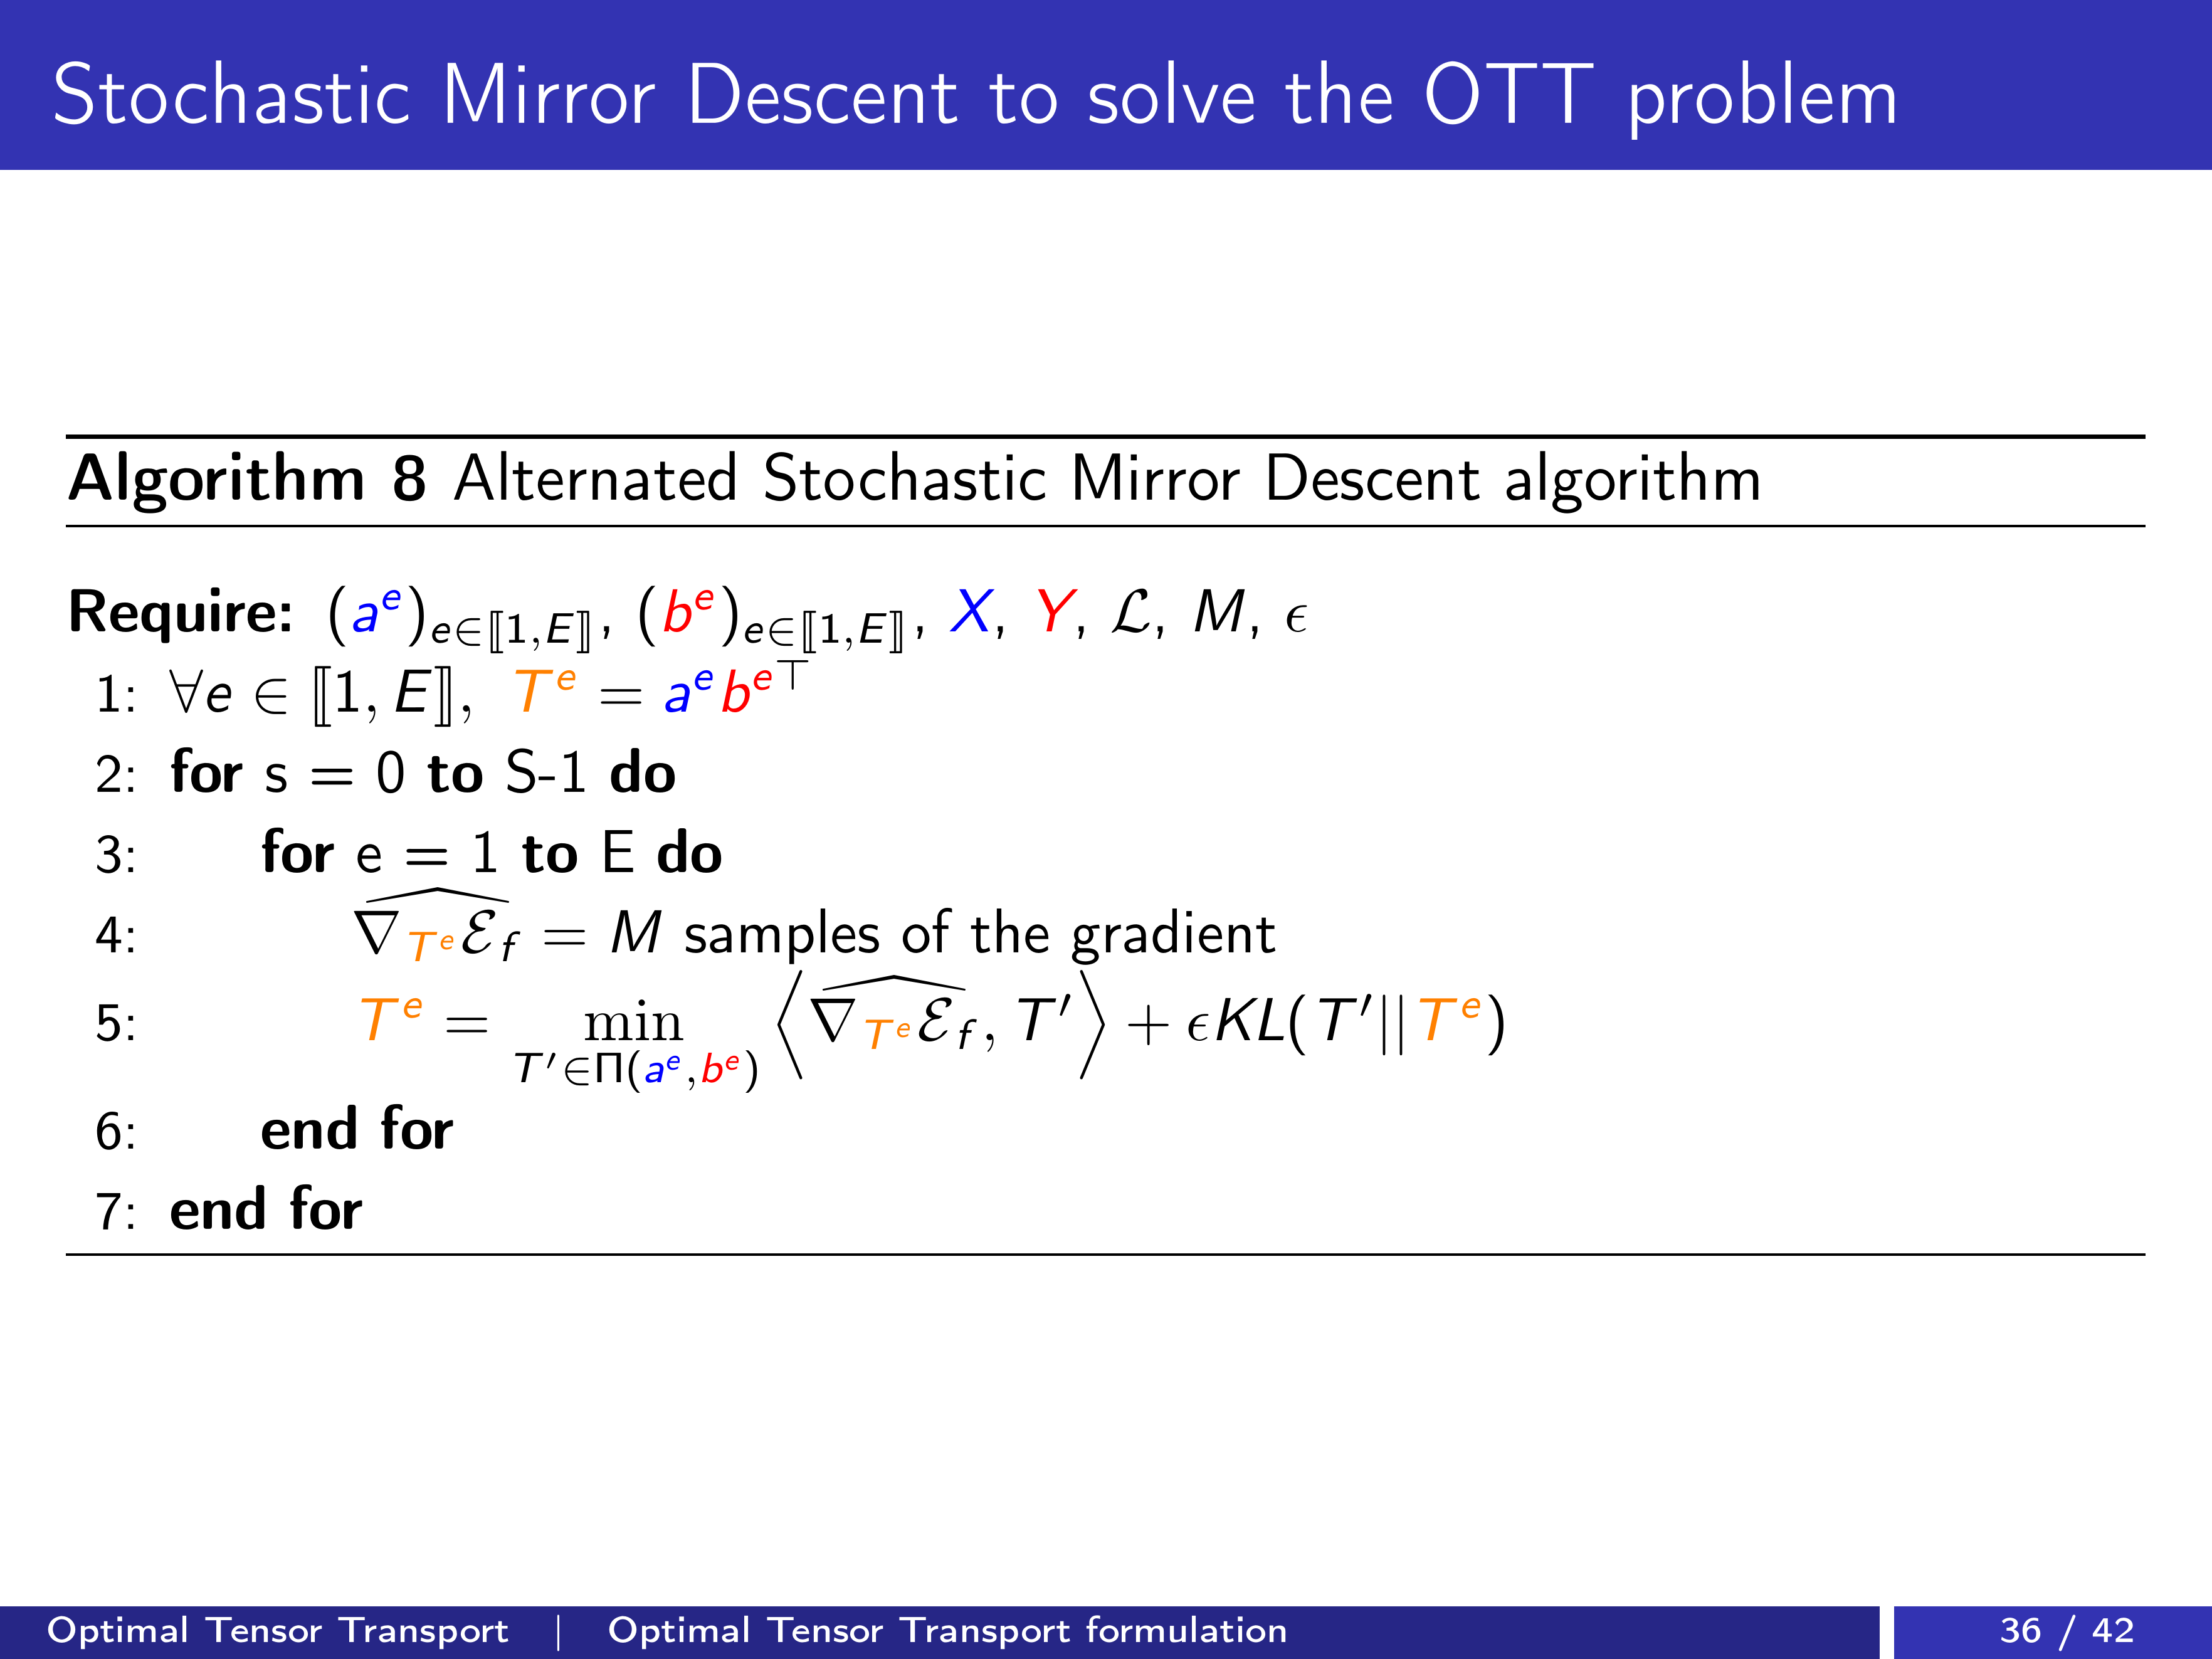 Stochastic Mirror Descent to solve the OTT problem
Algorithm 8 Alternated Stochastic Mirror Descent algorithm
Require: $(a^e)_{e \in ⟦1,E⟧}$, $(b^e)_{e \in ⟦1,E⟧}$, $X$, $Y$, $\mathcal{L}$, $M$, $\epsilon$
1: $\forall e \in ⟦1, E⟧, \; T^e = a^e {b^e}^\top$
2: for s = 0 to S-1 do
3: for e = 1 to E do
4: $\widehat{\nabla_{T^e} \mathcal{E}_f} = M$ samples of the gradient
5: $T^e = \min_{T' \in \Pi(a^e, b^e)} \left\langle \widehat{\nabla_{T^e} \mathcal{E}_f}, T' \right\rangle + \epsilon KL(T' || T^e)$
6: end for
7: end for
Optimal Tensor Transport | Optimal Tensor Transport formulation 36 / 42